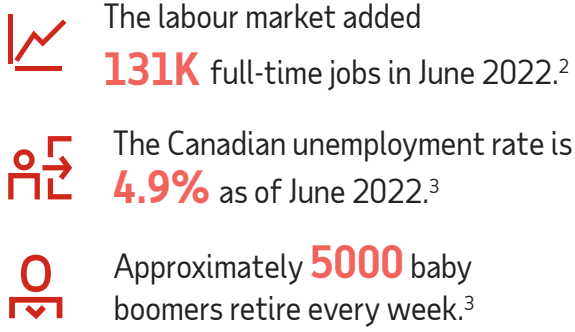 The labour market added
131K full-time jobs in June 2022.²
The Canadian unemployment rate is
4.9% as of June 2022.³
Approximately 5000 baby
boomers retire every week.³